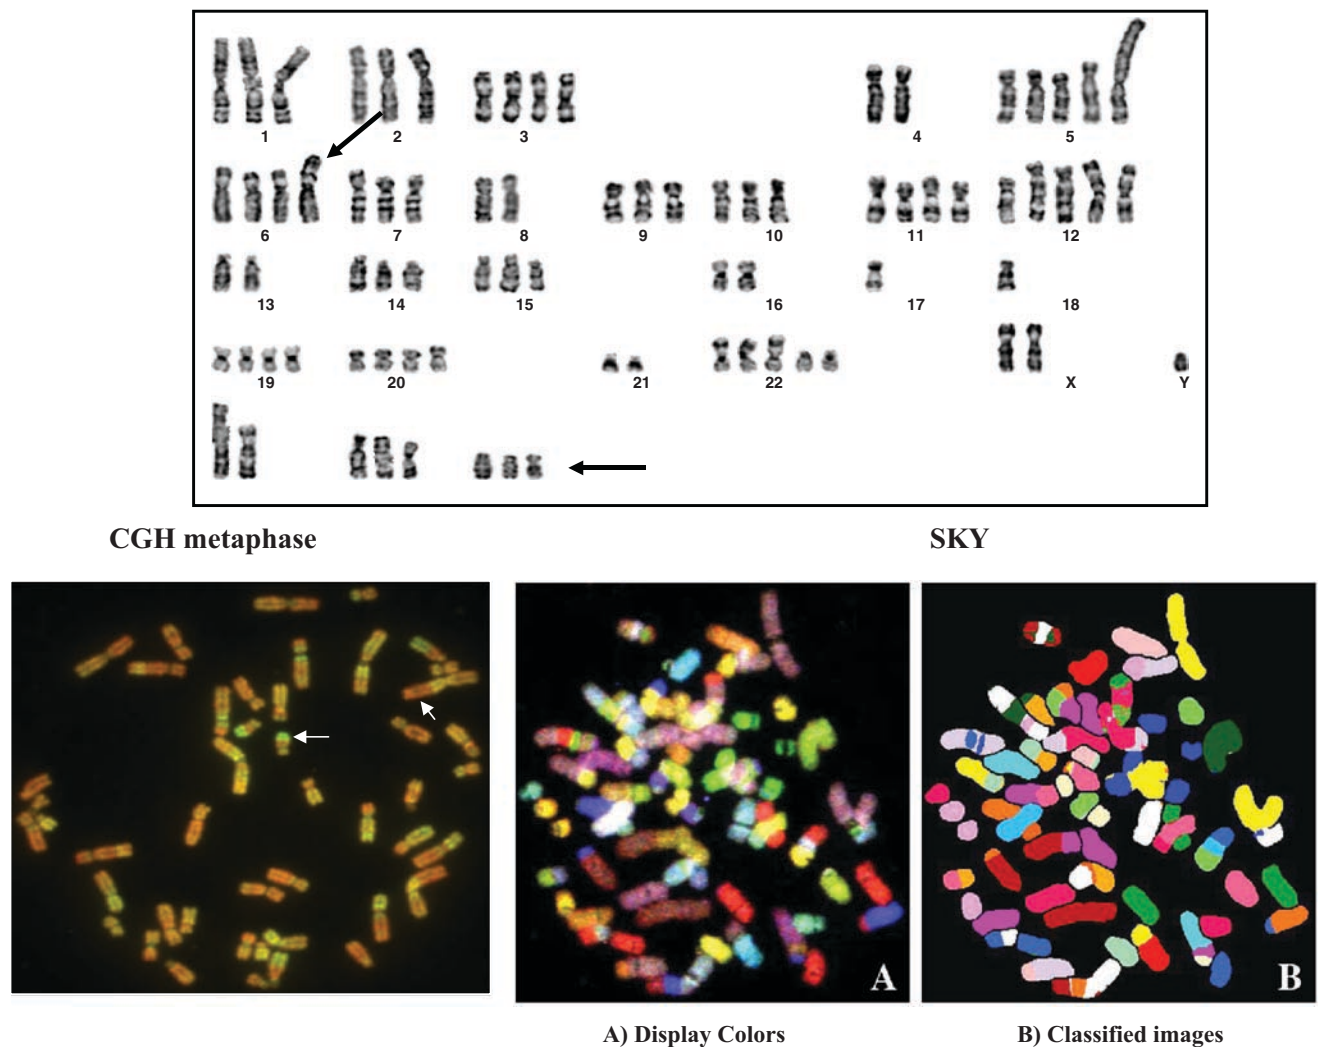 1 2 3 4 5
6 7 8 9 10 11 12
13 14 15 16 17 18
19 20 21 22 X Y
CGH metaphase SKY
A B
A) Display Colors B) Classified images